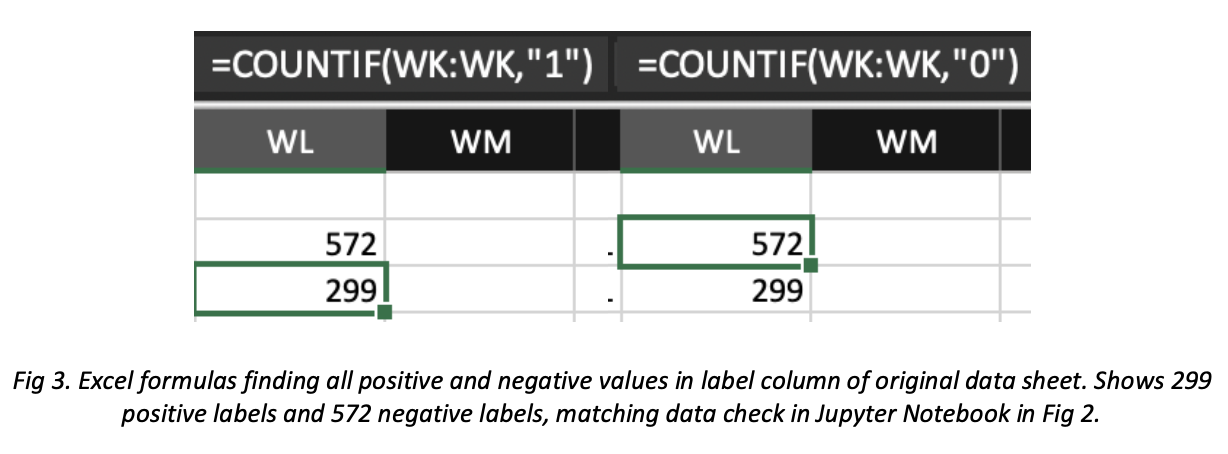 =COUNTIF(WK:WK,"1") =COUNTIF(WK:WK,"0")
WL WM WL WM
572 . 572
299 . 299
Fig 3. Excel formulas finding all positive and negative values in label column of original data sheet. Shows 299
positive labels and 572 negative labels, matching data check in Jupyter Notebook in Fig 2.